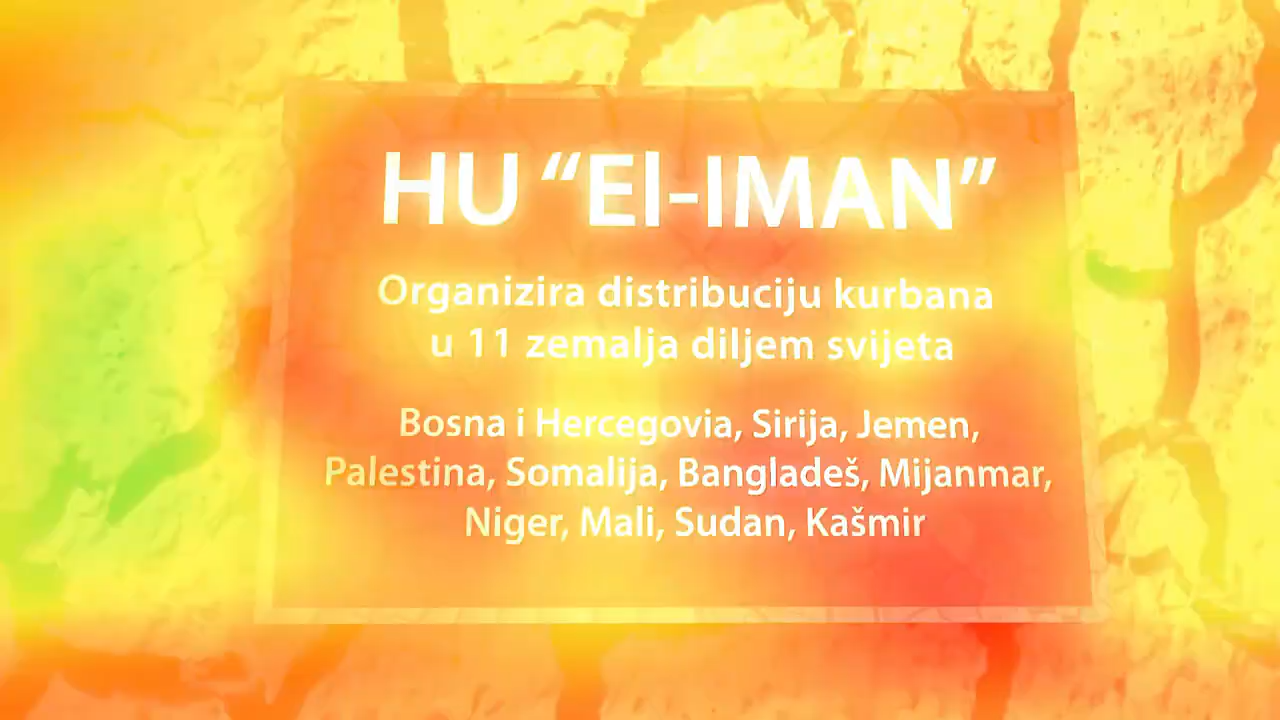 HU “El-IMAN”
Organizira distribuciju kurbana
u 11 zemalja diljem svijeta
Bosna i Hercegovia, Sirija, Jemen,
Palestina, Somalija, Bangladeš, Mijanmar,
Niger, Mali, Sudan, Kašmir